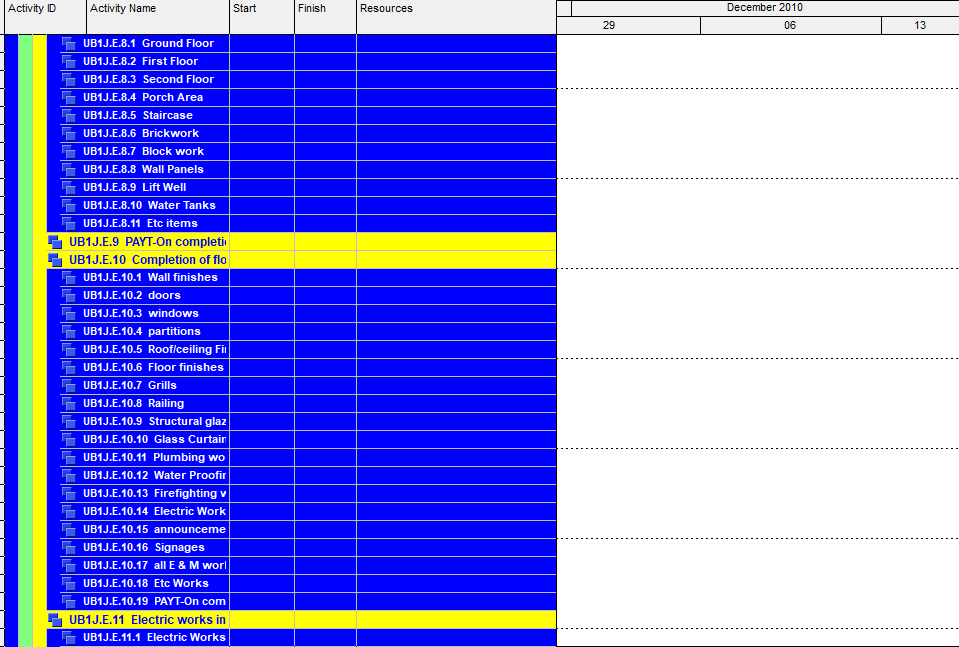 Activity ID Activity Name Start Finish Resources December 2010
29 06 13
UB1J.E.8.1 Ground Floor
UB1J.E.8.2 First Floor
UB1J.E.8.3 Second Floor
UB1J.E.8.4 Porch Area
UB1J.E.8.5 Staircase
UB1J.E.8.6 Brickwork
UB1J.E.8.7 Block work
UB1J.E.8.8 Wall Panels
UB1J.E.8.9 Lift Well
UB1J.E.8.10 Water Tanks
UB1J.E.8.11 Etc items
UB1J.E.9 PAYT-On completi
UB1J.E.10 Completion of flo
UB1J.E.10.1 Wall finishes
UB1J.E.10.2 doors
UB1J.E.10.3 windows
UB1J.E.10.4 partitions
UB1J.E.10.5 Roof/ceiling Fi
UB1J.E.10.6 Floor finishes
UB1J.E.10.7 Grills
UB1J.E.10.8 Railing
UB1J.E.10.9 Structural glaz
UB1J.E.10.10 Glass Curtain
UB1J.E.10.11 Plumbing wo
UB1J.E.10.12 Water Proofin
UB1J.E.10.13 Firefighting w
UB1J.E.10.14 Electric Work
UB1J.E.10.15 announceme
UB1J.E.10.16 Signages
UB1J.E.10.17 all E & M worl
UB1J.E.10.18 Etc Works
UB1J.E.10.19 PAYT-On com
UB1J.E.11 Electric works in
UB1J.E.11.1 Electric Works